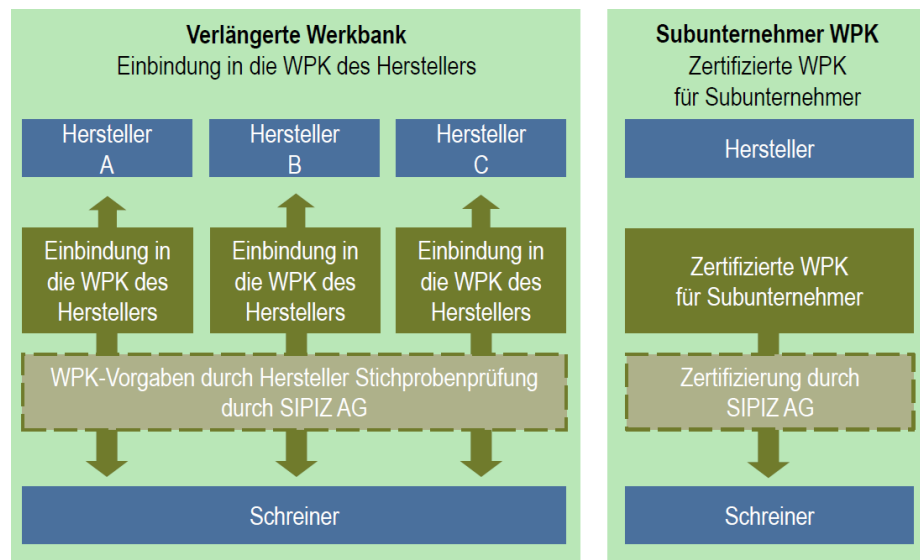 Verlängerte Werkbank
Einbindung in die WPK des Herstellers
Hersteller
A
Hersteller
B
Hersteller
C
Einbindung in
die WPK des
Herstellers
Einbindung in
die WPK des
Herstellers
Einbindung in
die WPK des
Herstellers
WPK-Vorgaben durch Hersteller Stichprobenprüfung
durch SIPIZ AG
Schreiner
Subunternehmer WPK
Zertifizierte WPK
für Subunternehmer
Hersteller
Zertifizierte WPK
für Subunternehmer
Zertifizierung durch
SIPIZ AG
Schreiner